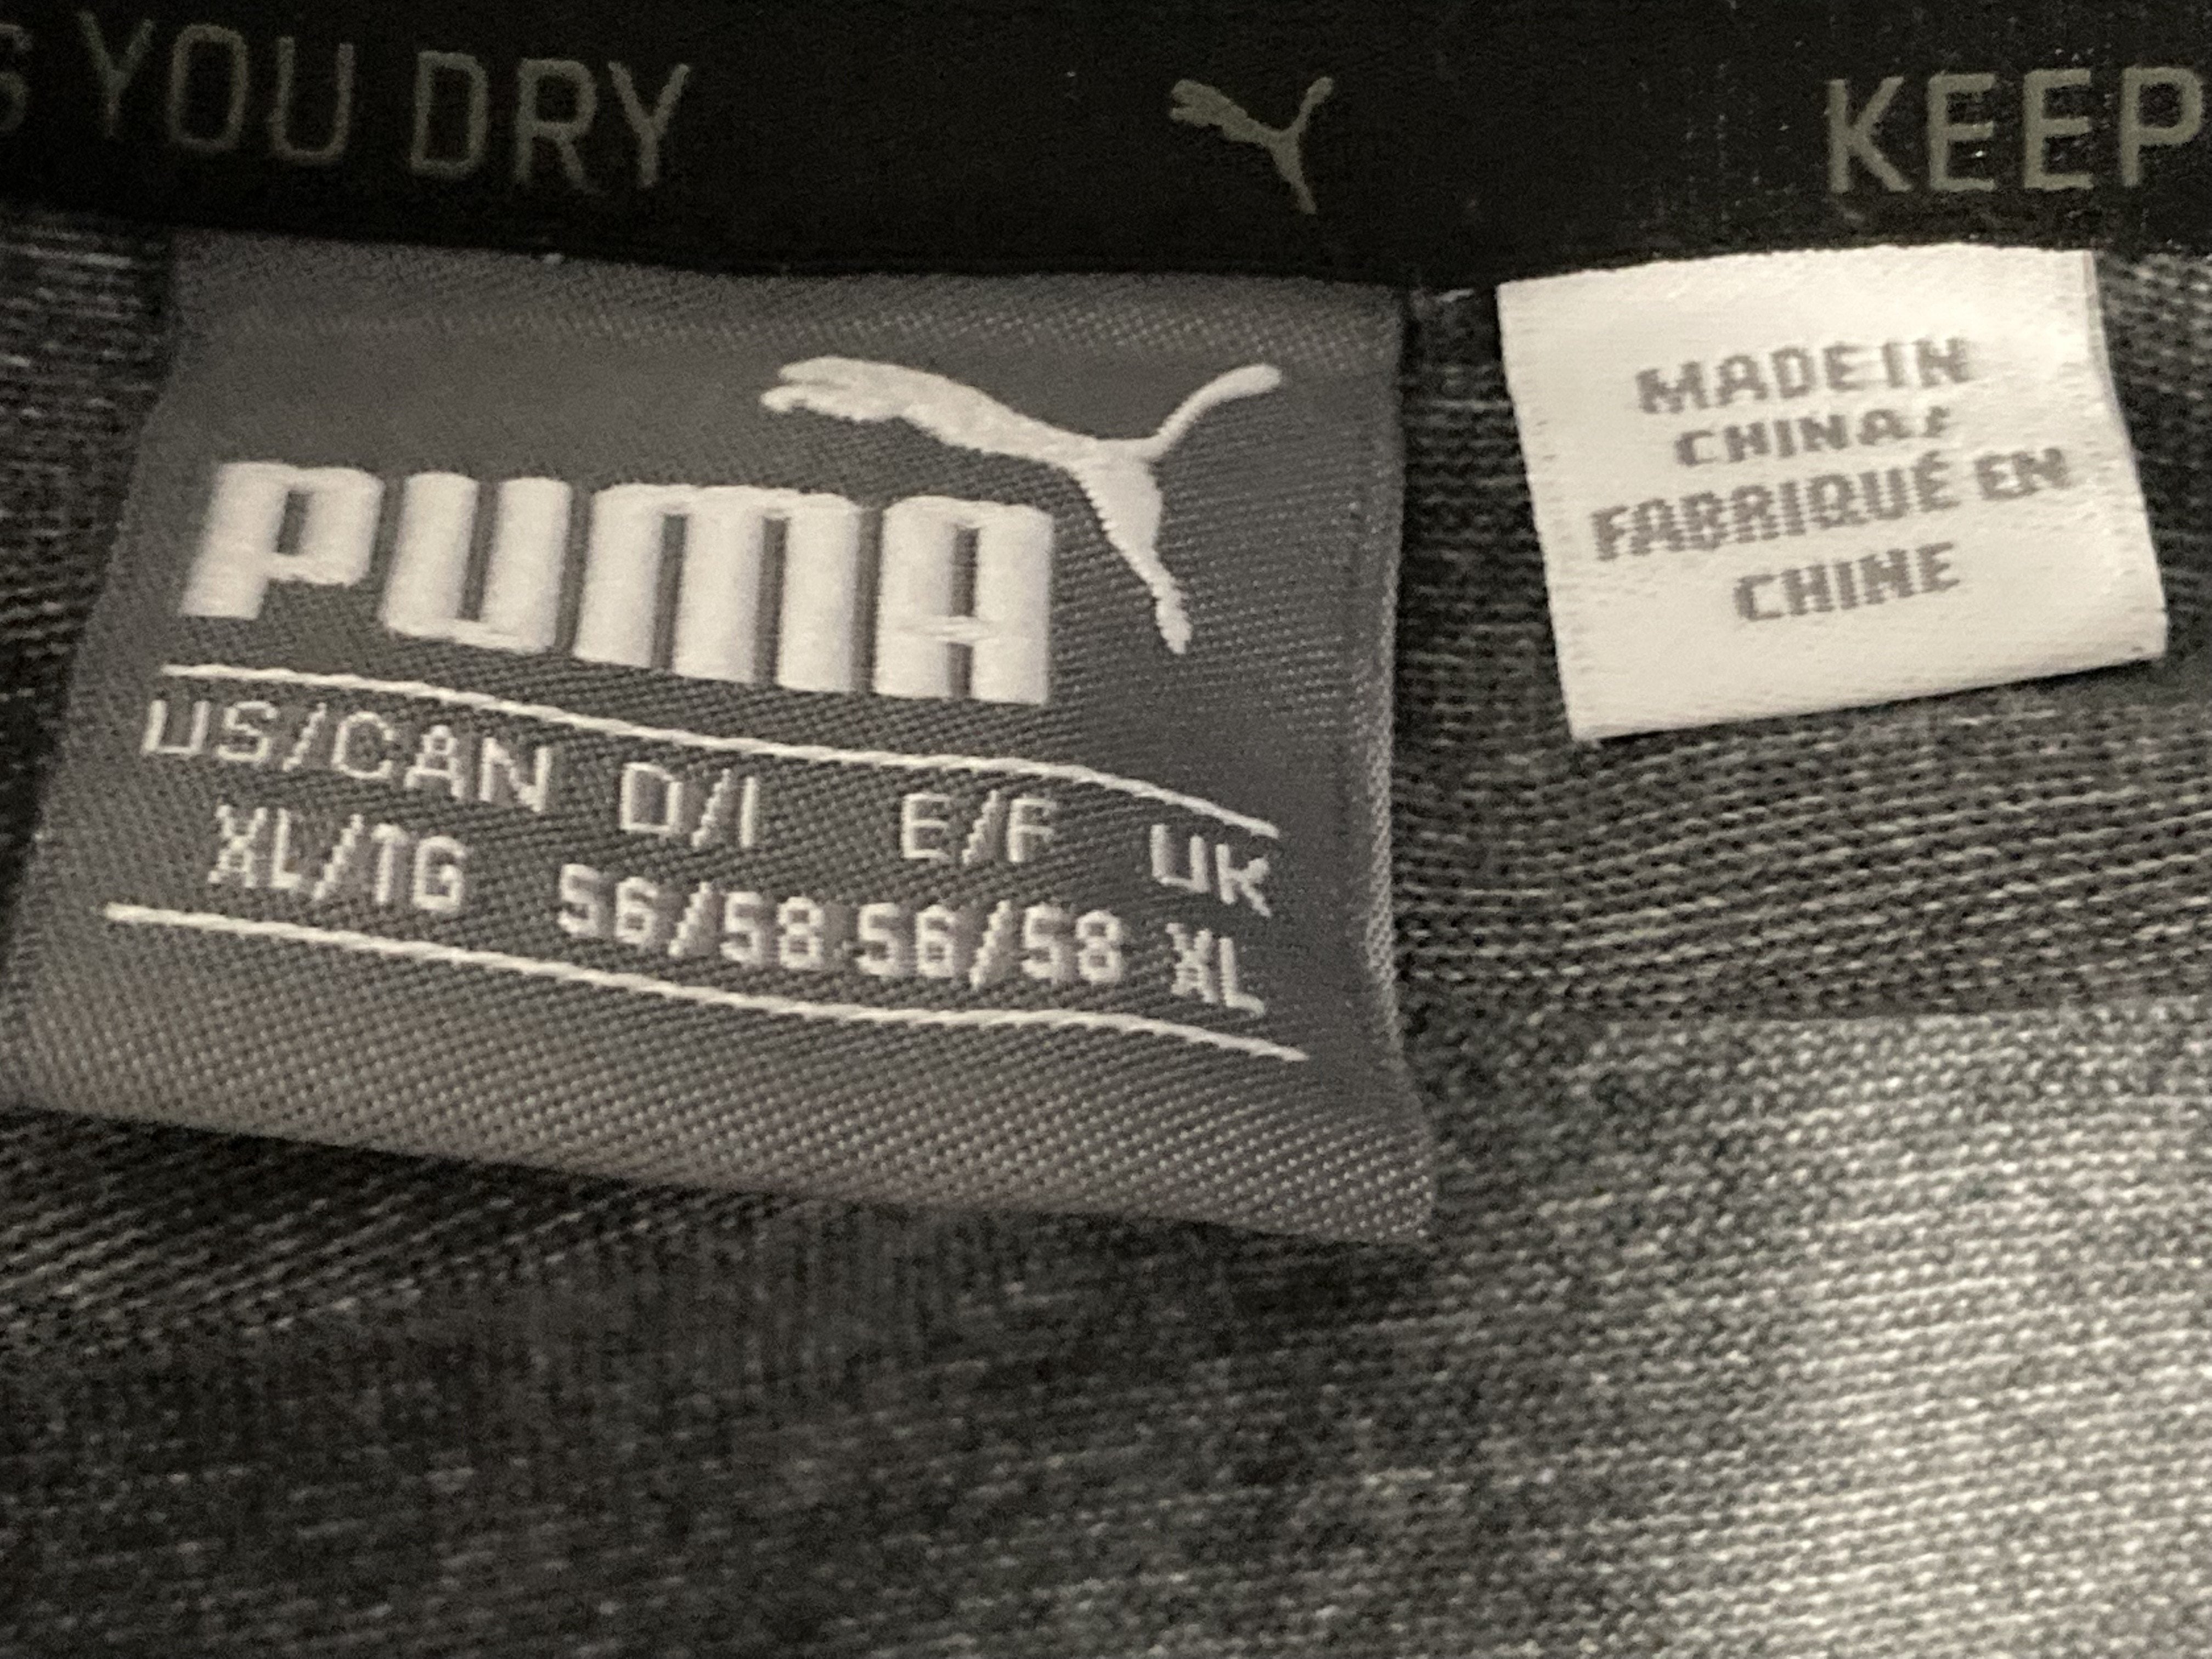 S YOU DRY
KEEP
PUMA
US/CAN D/I E/F UK
XL/TG 56/58 56/58 XL
MADE IN
CHINA/
FABRIQUÉ EN
CHINE